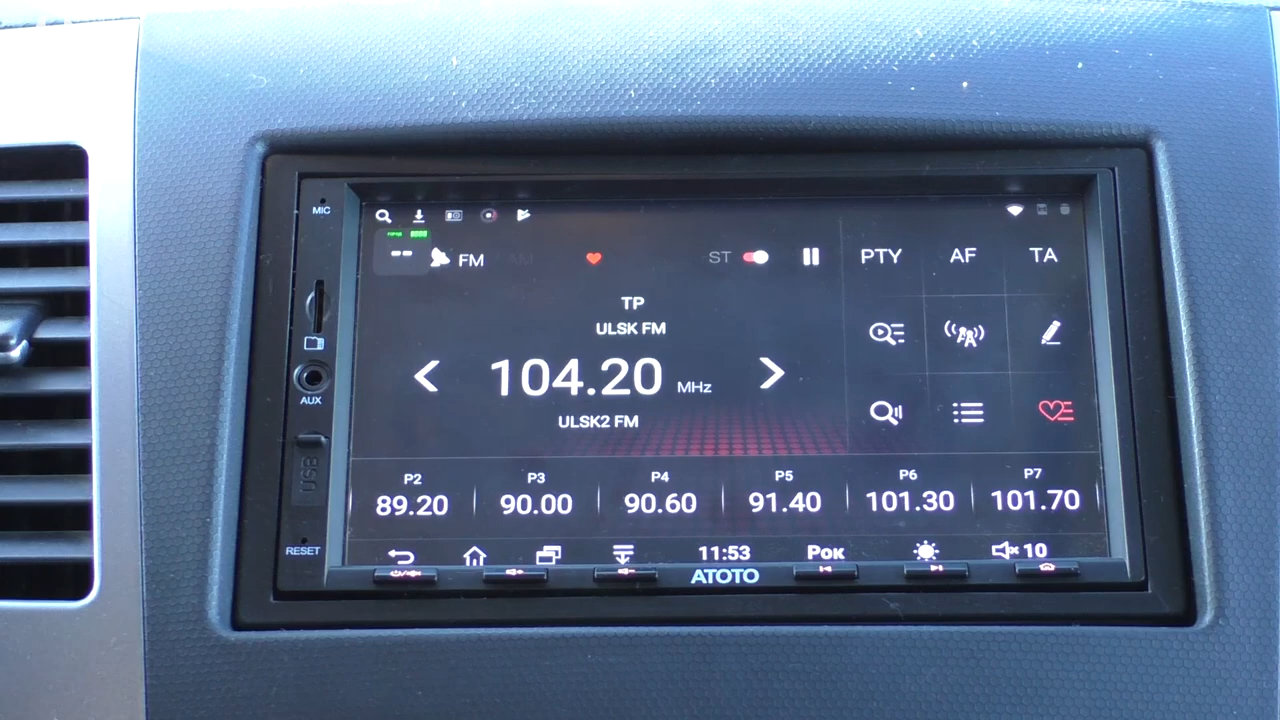 MIC
FM AM
ST
PTY AF TA
TP
ULSK FM
104.20 MHz
ULSK2 FM
AUX
USB
RESET
P2 P3 P4 P5 P6 P7
89.20 90.00 90.60 91.40 101.30 101.70
11:53 Рок 10
ATOTO